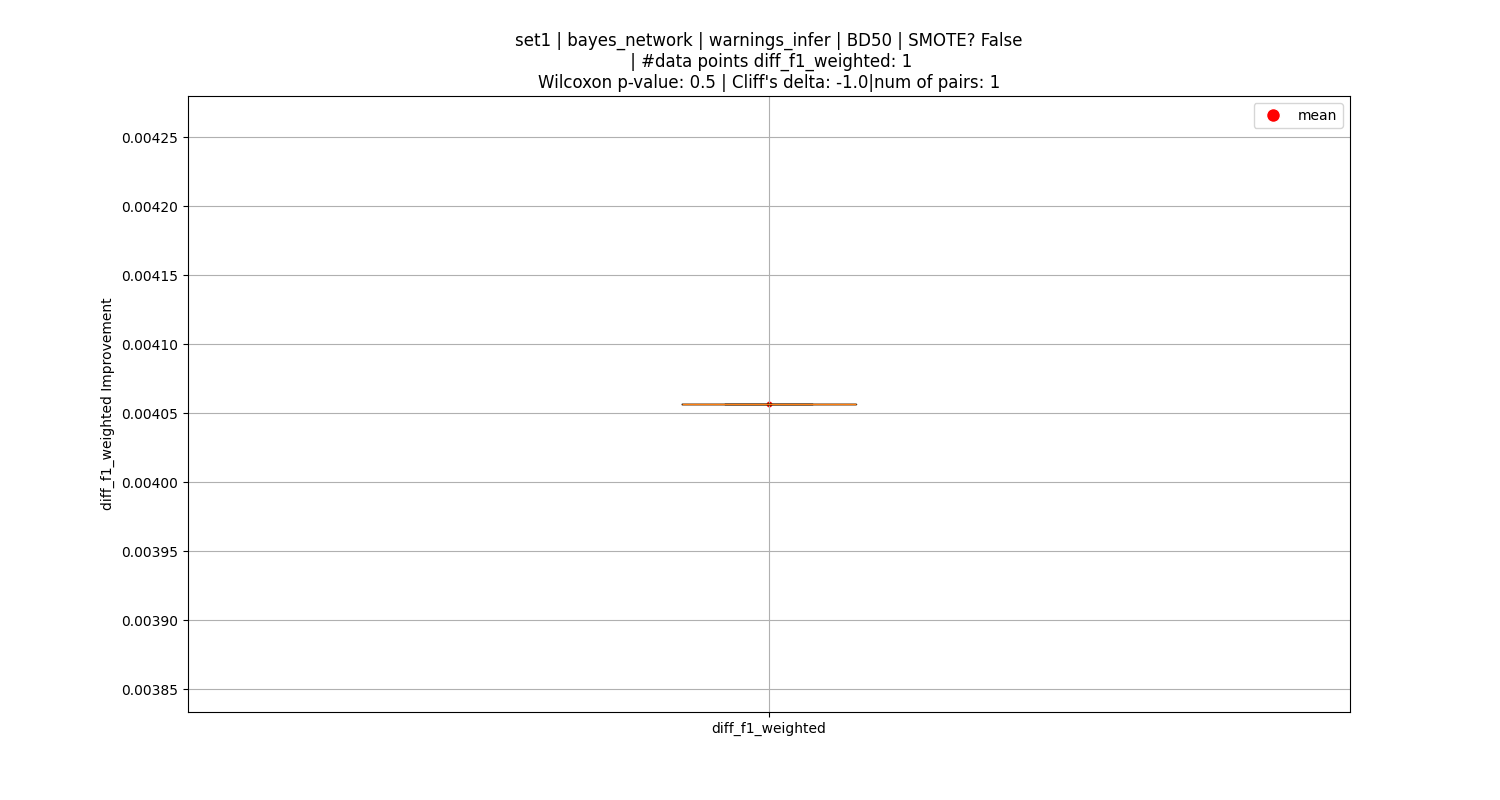 set1 | bayes_network | warnings_infer | BD50 | SMOTE? False
| #data points diff_f1_weighted: 1
Wilcoxon p-value: 0.5 | Cliff's delta: -1.0|num of pairs: 1
mean
0.00425
0.00420
0.00415
0.00410
0.00405
0.00400
0.00395
0.00390
0.00385
diff_f1_weighted Improvement
diff_f1_weighted